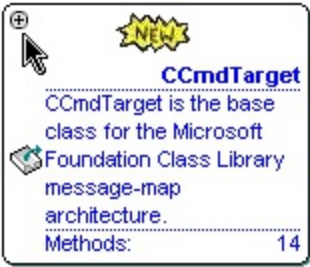 NEW
CCmdTarget
CCmdTarget is the base
class for the Microsoft
Foundation Class Library
message-map
architecture.
Methods: 14